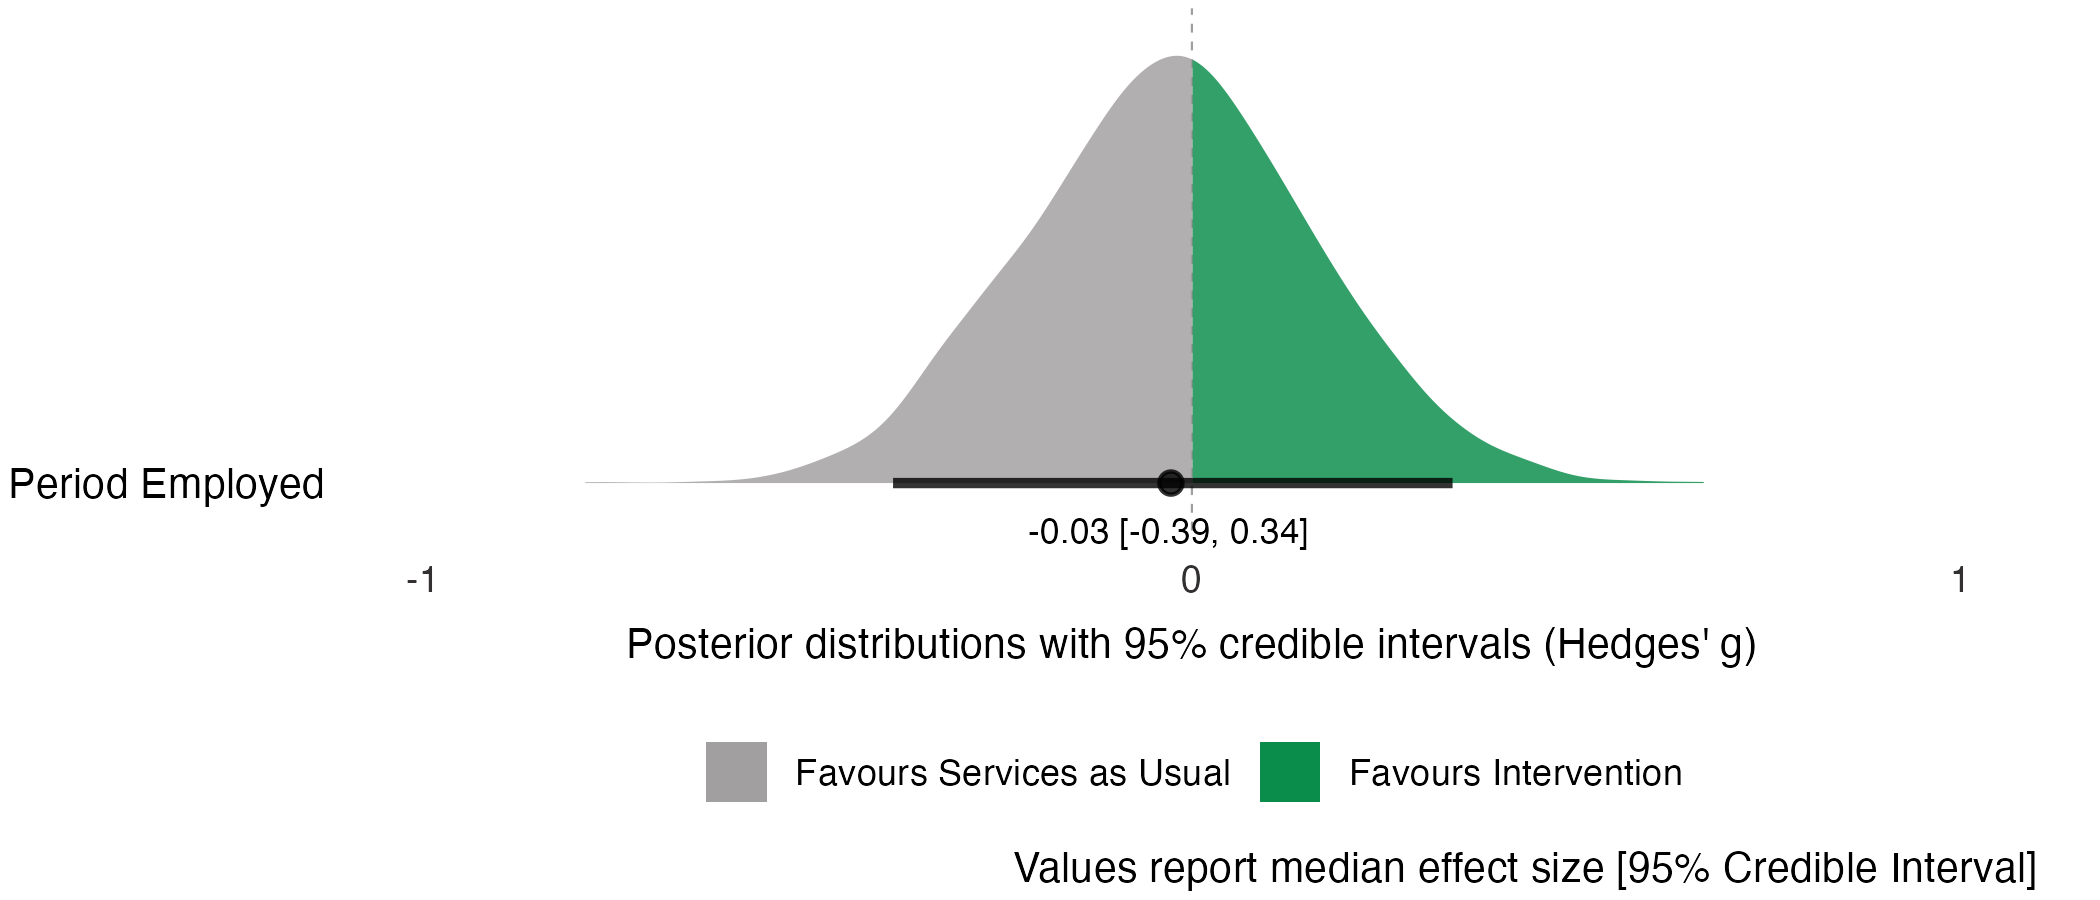 Period Employed
-0.03 [-0.39, 0.34]
-1 0 1
Posterior distributions with 95% credible intervals (Hedges' g)
Favours Services as Usual Favours Intervention
Values report median effect size [95% Credible Interval]